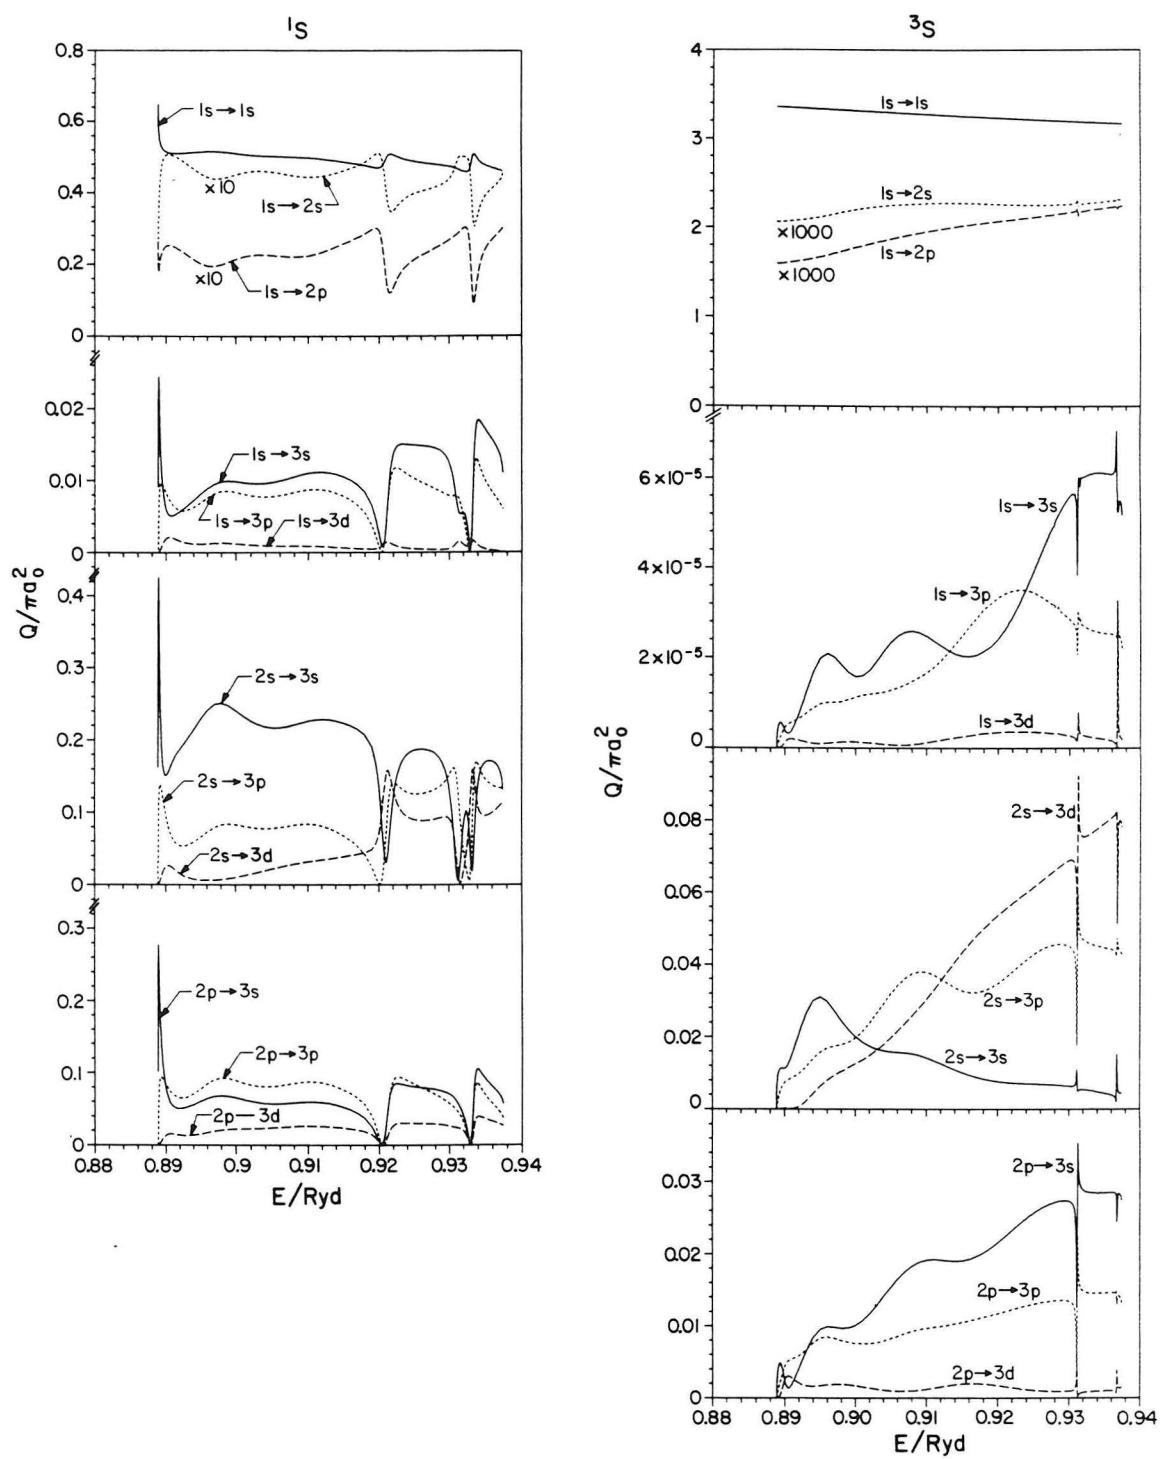 ¹S
0.8
0.6
0.4
0.2
0
1s→1s
×10
1s→2s
×10
1s→2p
0.02
0.01
0
1s→3s
1s→3p
1s→3d
Q/πa₀²
0.4
0.3
0.2
0.1
0
2s→3s
2s→3p
2s→3d
0.3
0.2
0.1
0
2p→3s
2p→3p
2p—3d
0.88 0.89 0.9 0.91 0.92 0.93 0.94
E/Ryd
³S
4
3
2
1
0
1s→1s
1s→2s
×1000
1s→2p
×1000
6×10⁻⁵
4×10⁻⁵
2×10⁻⁵
0
1s→3s
1s→3p
1s→3d
Q/πa₀²
0.08
0.06
0.04
0.02
0
2s→3d
2s→3p
2s→3s
0.03
0.02
0.01
0
2p→3s
2p→3p
2p→3d
0.88 0.89 0.90 0.91 0.92 0.93 0.94
E/Ryd